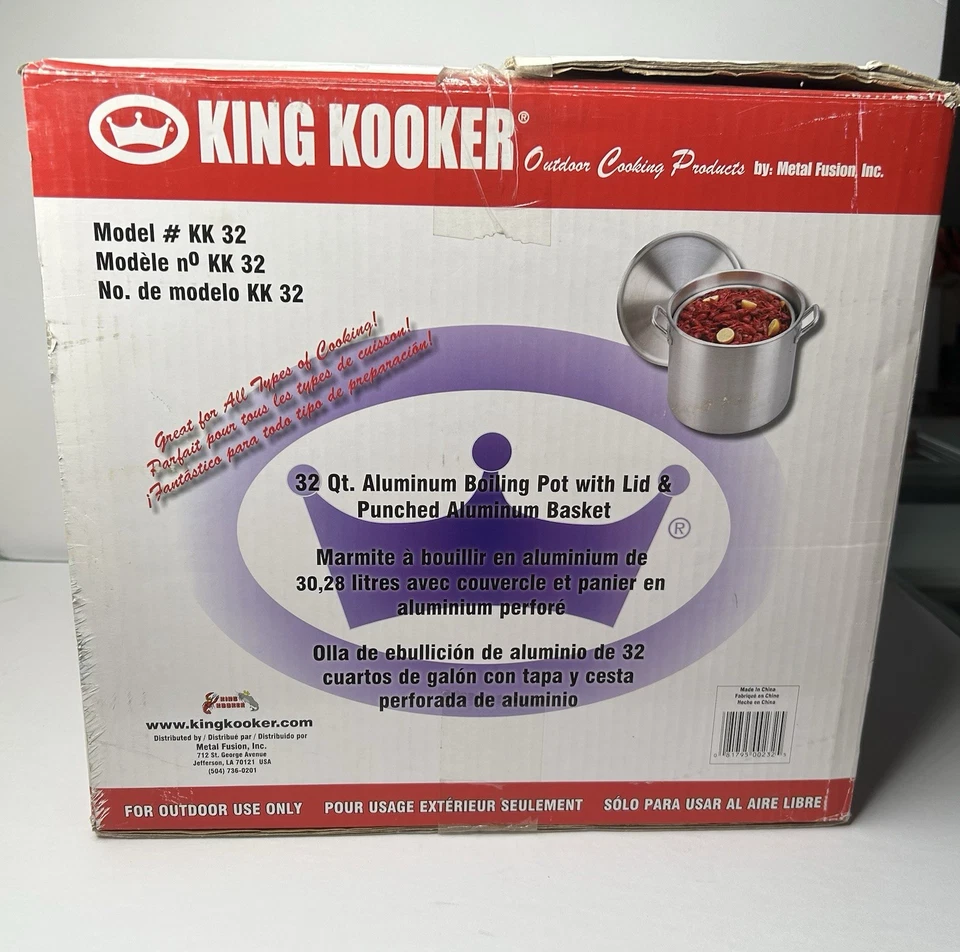 KING KOOKER®
Outdoor Cooking Products by: Metal Fusion, Inc.
Model # KK 32
Modèle nº KK 32
No. de modelo KK 32
Great for All Types of Cooking!
Parfait pour tous les types de cuisson!
¡Fantástico para todo tipo de preparación!
32 Qt. Aluminum Boiling Pot with Lid &
Punched Aluminum Basket
®
Marmite à bouillir en aluminium de
30,28 litres avec couvercle et panier en
aluminium perforé
Olla de ebullición de aluminio de 32
cuartos de galón con tapa y cesta
perforada de aluminio
KING
KOOKER
www.kingkooker.com
Distributed by / Distribué par / Distribuido por
Metal Fusion, Inc.
712 St. George Avenue
Jefferson, LA 70121 USA
(504) 736-0201
Made in China
Fabriqué en Chine
Hecho en China
81795 00232
FOR OUTDOOR USE ONLY POUR USAGE EXTÉRIEUR SEULEMENT SÓLO PARA USAR AL AIRE LIBRE